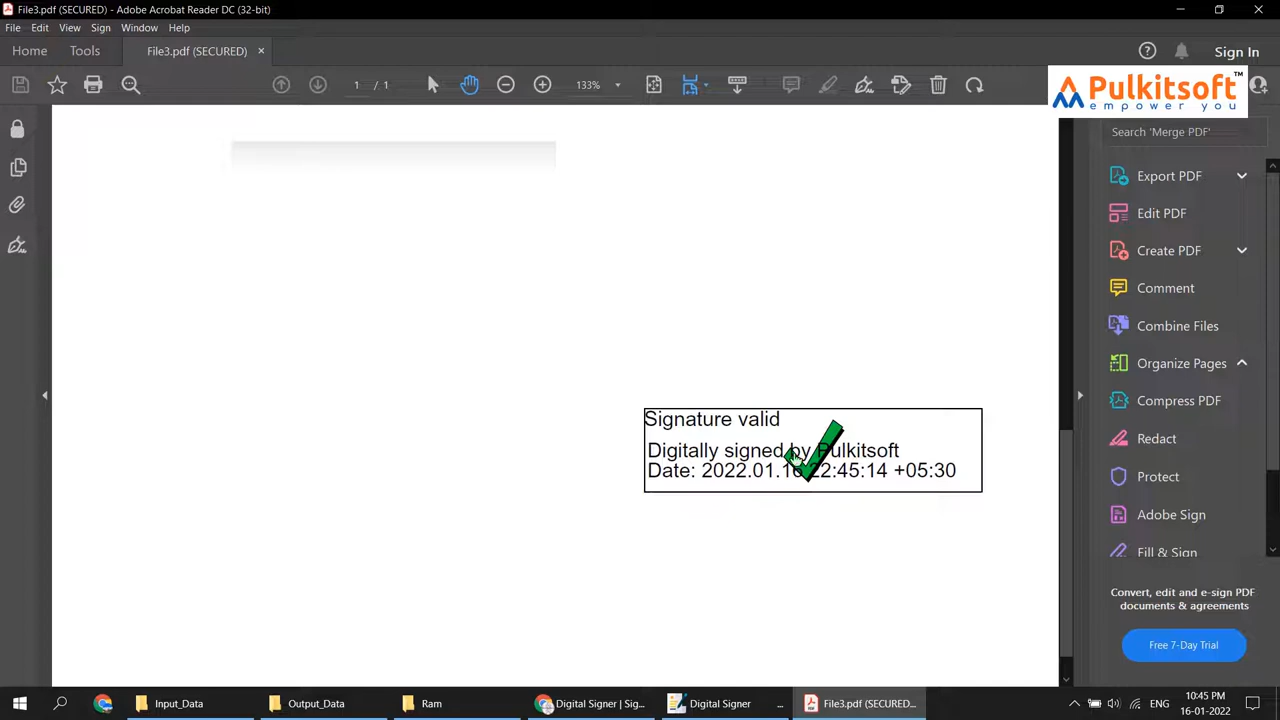 File3.pdf (SECURED) - Adobe Acrobat Reader DC (32-bit)
File Edit View Sign Window Help
Home Tools File3.pdf (SECURED) × Sign In
1 / 1 133%
Pulkitsoft™
empower you
Search 'Merge PDF'
Export PDF
Edit PDF
Create PDF
Comment
Combine Files
Organize Pages
Compress PDF
Redact
Protect
Adobe Sign
Fill & Sign
Signature valid
Digitally signed by Pulkitsoft
Date: 2022.01.16 22:45:14 +05:30
Convert, edit and e-sign PDF
documents & agreements
Free 7-Day Trial
Input_Data Output_Data Ram Digital Signer | Sig... Digital Signer ... File3.pdf (SECURED... ENG 10:45 PM
16-01-2022